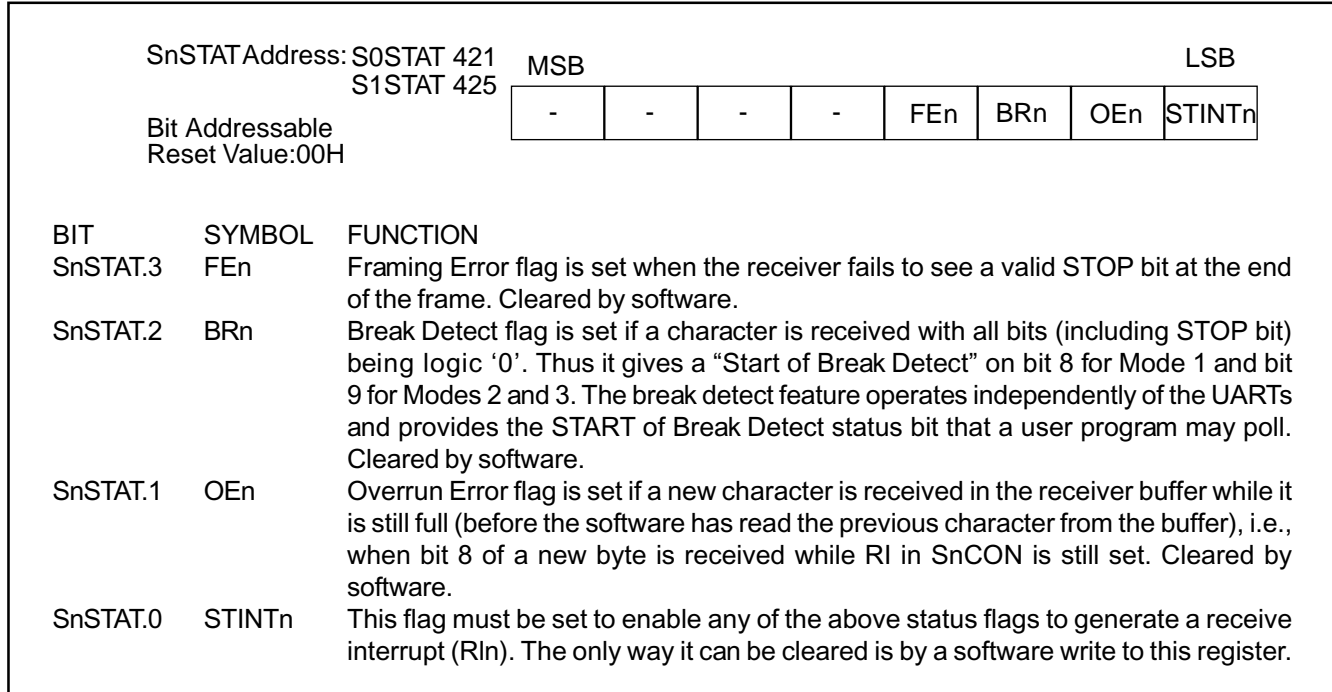 SnSTAT Address: S0STAT 421
S1STAT 425
MSB LSB
- - - - FEn BRn OEn STINTn
Bit Addressable
Reset Value:00H
BIT SYMBOL FUNCTION
SnSTAT.3 FEn Framing Error flag is set when the receiver fails to see a valid STOP bit at the end
of the frame. Cleared by software.
SnSTAT.2 BRn Break Detect flag is set if a character is received with all bits (including STOP bit)
being logic ‘0’. Thus it gives a “Start of Break Detect” on bit 8 for Mode 1 and bit
9 for Modes 2 and 3. The break detect feature operates independently of the UARTs
and provides the START of Break Detect status bit that a user program may poll.
Cleared by software.
SnSTAT.1 OEn Overrun Error flag is set if a new character is received in the receiver buffer while it
is still full (before the software has read the previous character from the buffer), i.e.,
when bit 8 of a new byte is received while RI in SnCON is still set. Cleared by
software.
SnSTAT.0 STINTn This flag must be set to enable any of the above status flags to generate a receive
interrupt (RIn). The only way it can be cleared is by a software write to this register.